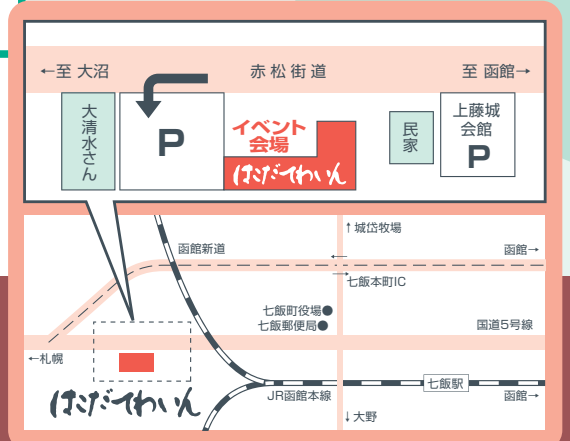 ←至 大沼
赤松街道
至 函館→
大清水さん
P
イベント
会場
はこだてわいん
民家
上藤城
会館
P
↑城岱牧場
函館新道
函館→
七飯本町IC
七飯町役場●
七飯郵便局●
国道5号線
←札幌
七飯駅
函館→
JR函館本線
↓大野
はこだてわいん